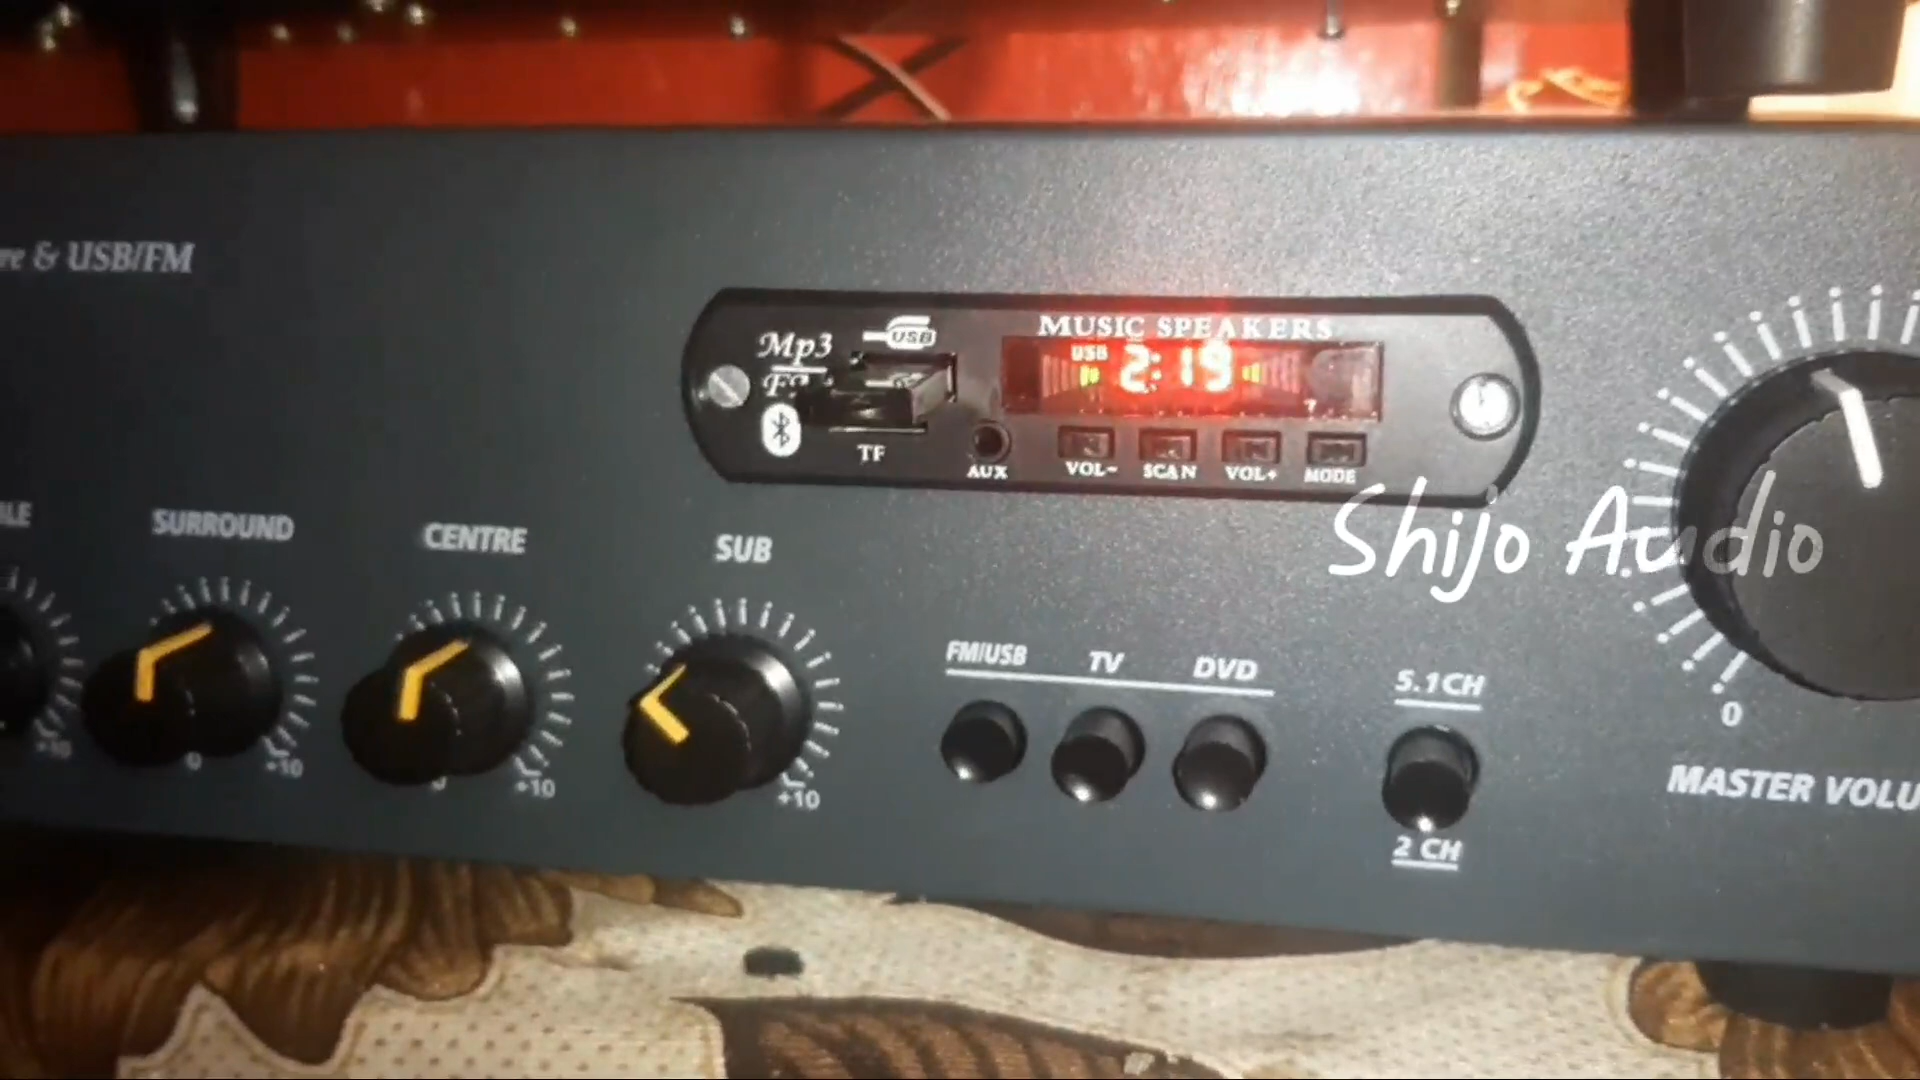 & USB/FM
MUSIC SPEAKERS
Mp3
USB
USB 2:19
TF
AUX
VOL-
SCAN
VOL+
MODE
Shijo Audio
SURROUND
CENTRE
SUB
FM/USB
TV
DVD
5.1CH
2 CH
0
+10
0
+10
+10
+10
MASTER